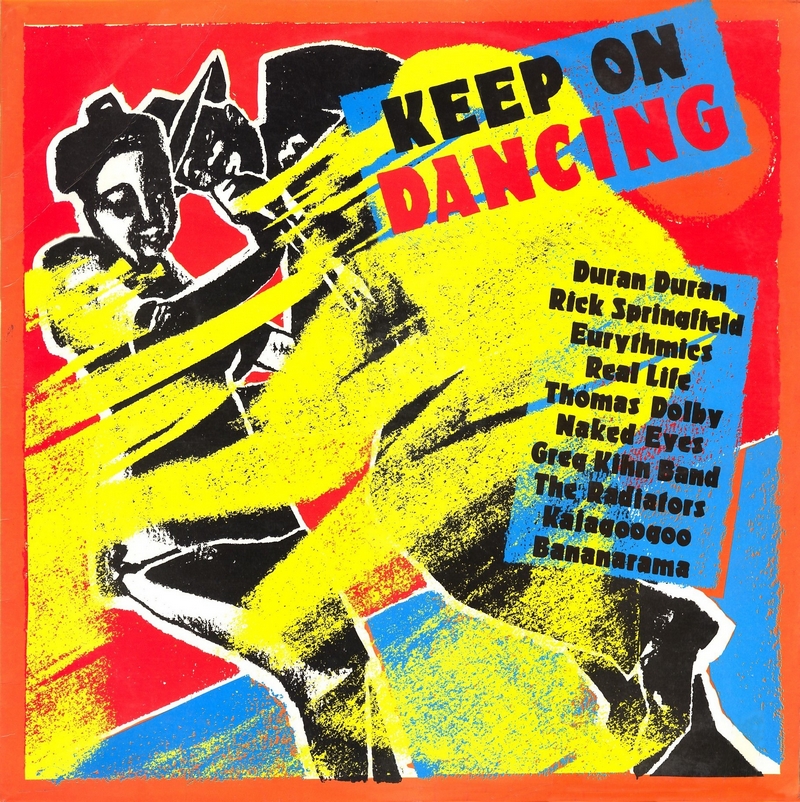 KEEP ON
DANCING
Duran Duran
Rick Springfield
Eurythmics
Real Life
Thomas Dolby
Naked Eyes
Greg Kihn Band
The Radiators
Kajagoogoo
Bananarama